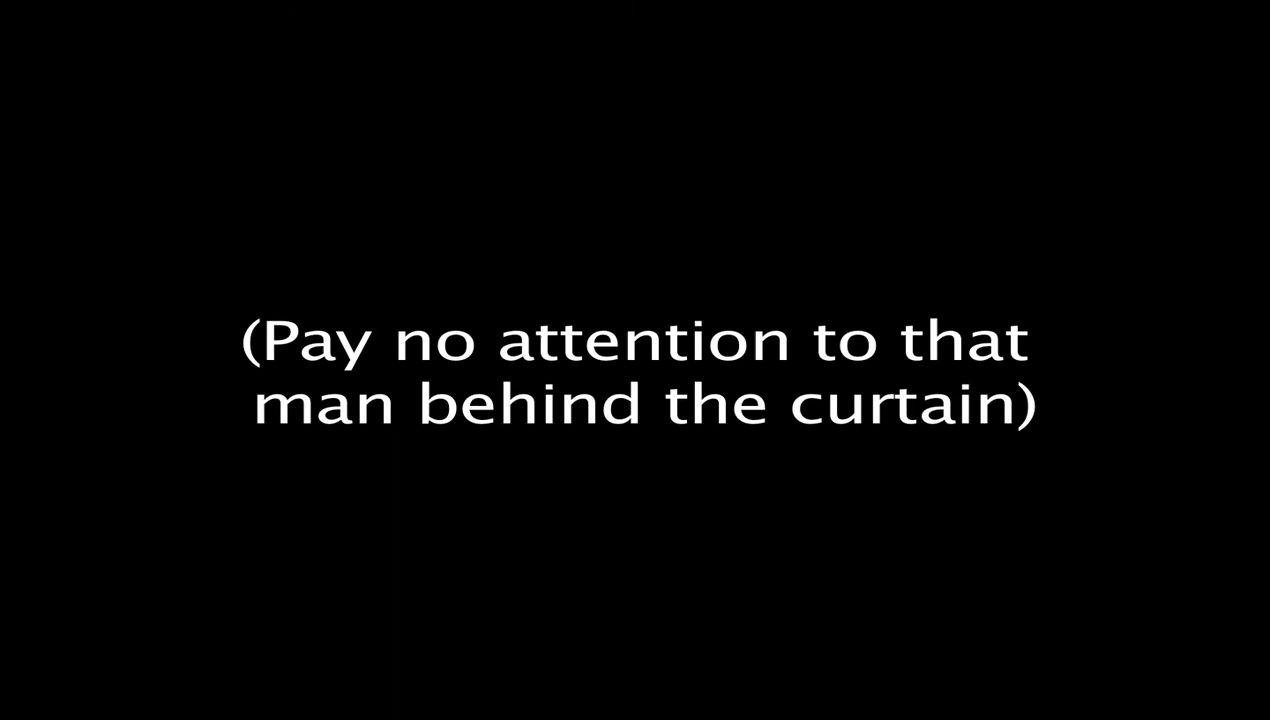 (Pay no attention to that
man behind the curtain)